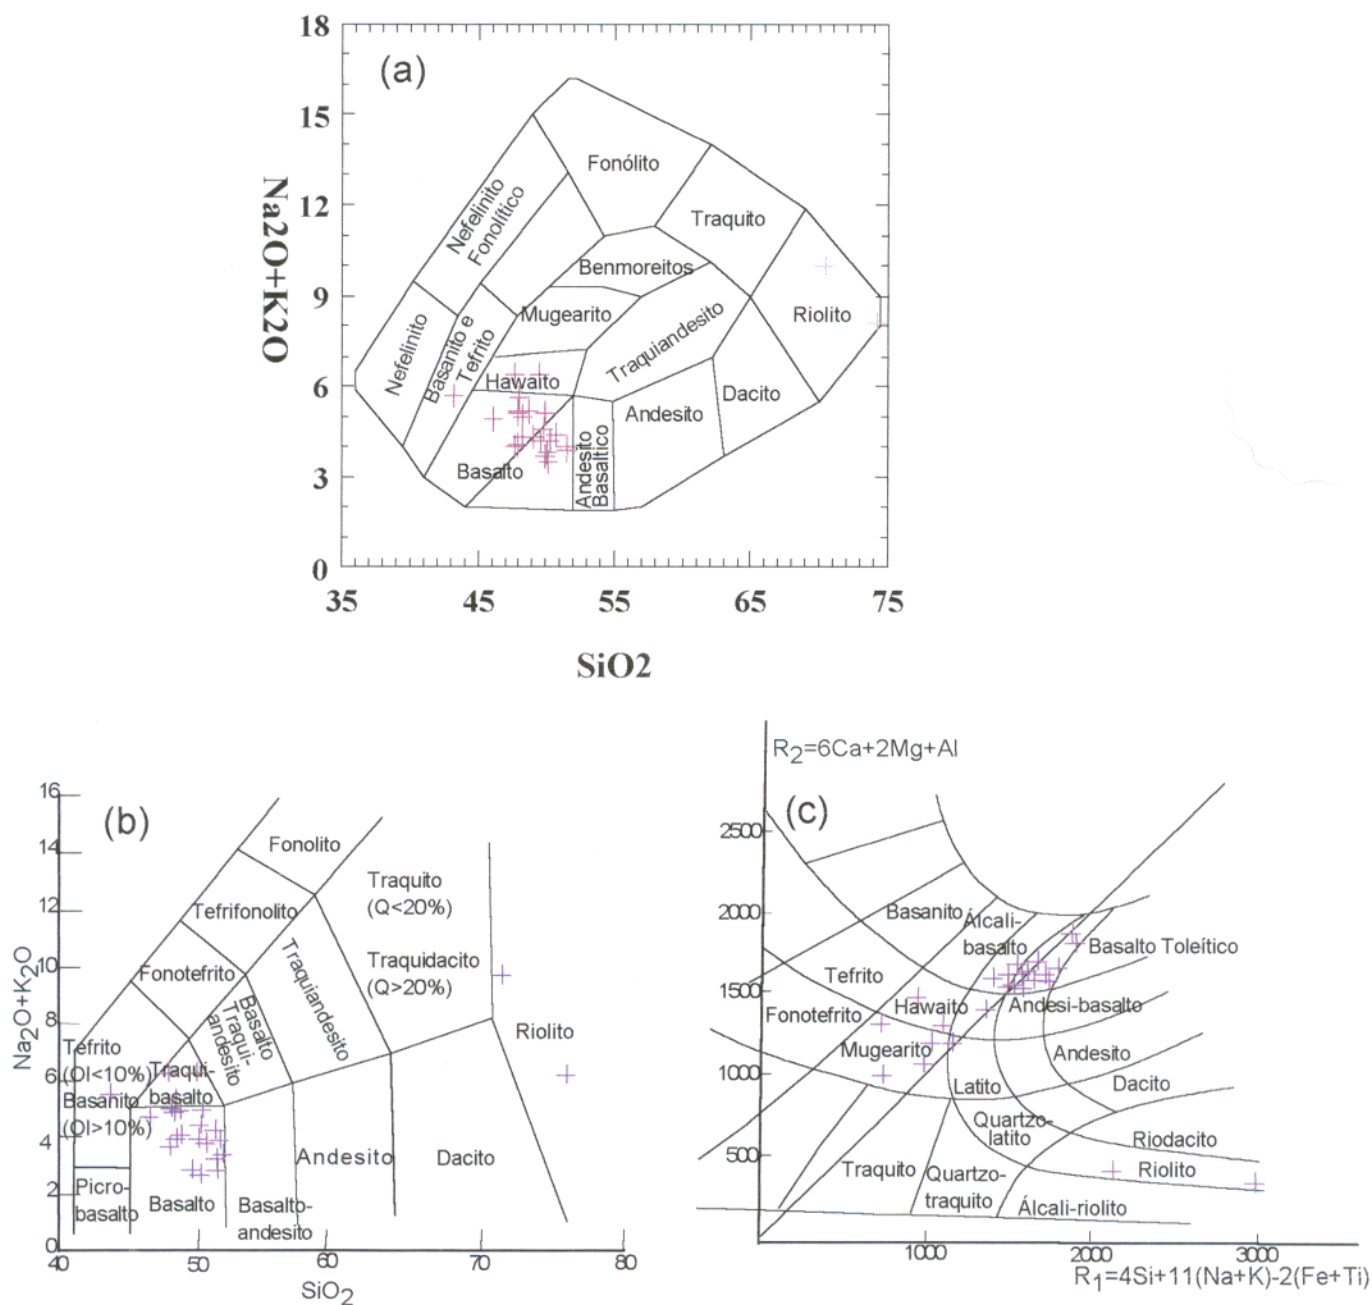 18
(a)
15
Fonólito
Nefelinito
Fonolítico
12
Traquito
Na2O+K2O
Benmoreitos
9
Mugearito
Riolito
Nefelinito
Basanito e
Tefrito
Traquiandesito
Hawaito
6
Dacito
Andesito
Basalto
Andesito
Basaltico
3
0
35
45
55
65
75
SiO2
16
(b)
14
Fonolito
Traquito
(Q<20%)
12
Tefrifonolito
Na2O+K2O
10
Fonotefrito
Traquidacito
(Q>20%)
Traquiandesito
Basalto
Traqui-
andesito
8
Riolito
Tefrito
(Ol<10%)
Traqui-
basalto
6
Basanito
(Ol>10%)
4
Andesito
Dacito
Picro-
basalto
2
Basalto
Basalto-
andesito
0
40
50
60
70
80
SiO2
R2=6Ca+2Mg+Al
(c)
2500
2000
Basanito
Álcali-
basalto
Basalto Toleítico
Tefrito
1500
Fonotefrito
Hawaito
Andesi-basalto
Mugearito
Andesito
1000
Latito
Dacito
Quartzo-
latito
Riodacito
500
Traquito
Quartzo-
traquito
Riolito
Álcali-riolito
1000
2000
3000
R1=4Si+11(Na+K)-2(Fe+Ti)